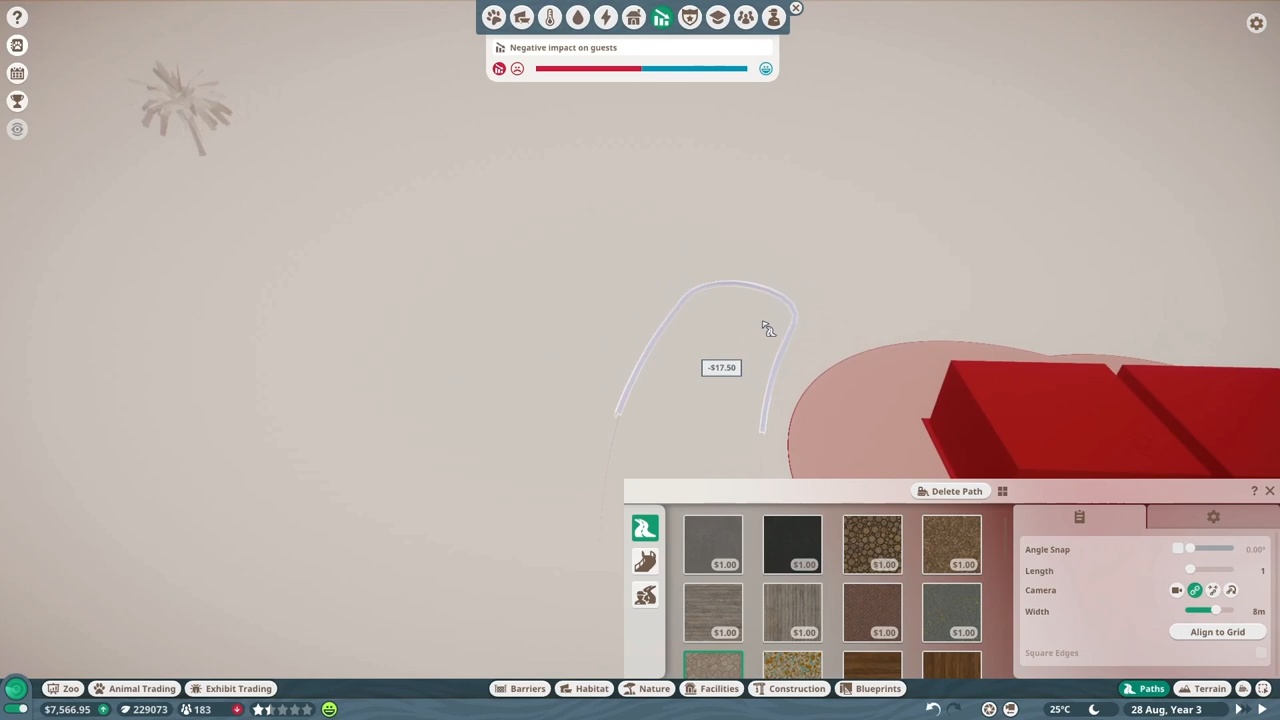 ?
Negative impact on guests
-$17.50
Delete Path
?
$1.00
$1.00
$1.00
$1.00
$1.00
$1.00
$1.00
$1.00
Angle Snap 0.00°
Length 1
Camera
Width 8m
Align to Grid
Square Edges
Zoo
Animal Trading
Exhibit Trading
Barriers
Habitat
Nature
Facilities
Construction
Blueprints
Paths
Terrain
$7,566.95
229073
183
25°C
28 Aug, Year 3